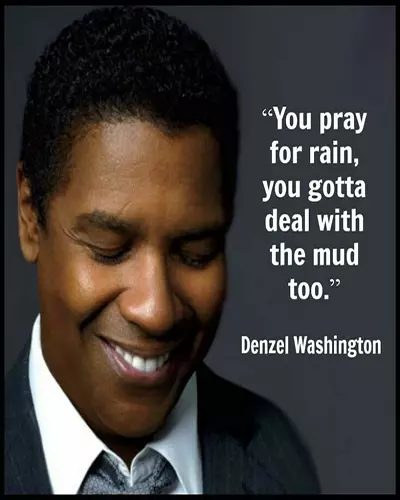 “You pray
for rain,
you gotta
deal with
the mud
too.”
Denzel Washington